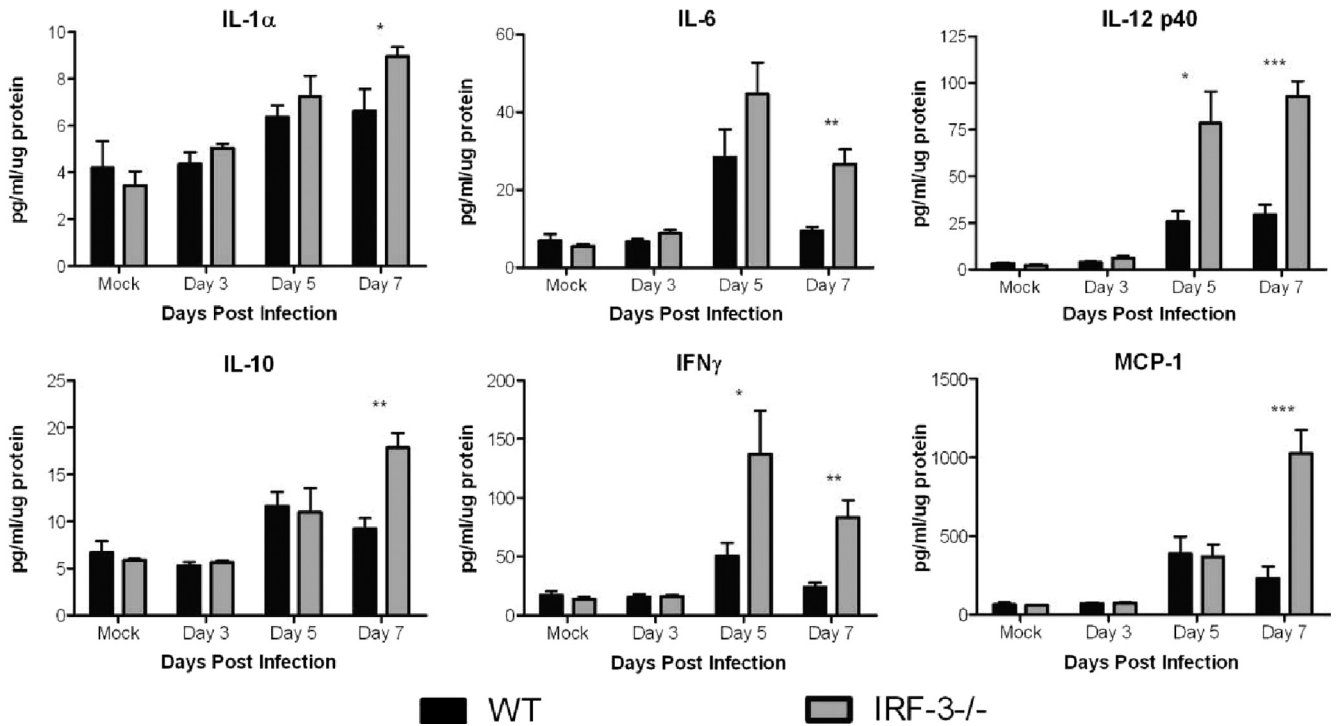 IL-1α
pg/ml/ug protein
10
8
6
4
2
0
*
Mock Day 3 Day 5 Day 7
Days Post Infection
IL-6
pg/ml/ug protein
60
40
20
0
**
Mock Day 3 Day 5 Day 7
Days Post Infection
IL-12 p40
pg/ml/ug protein
125
100
75
50
25
0
* ***
Mock Day 3 Day 5 Day 7
Days Post Infection
IL-10
pg/ml/ug protein
25
20
15
10
5
0
**
Mock Day 3 Day 5 Day 7
Days Post Infection
IFNγ
pg/ml/ug protein
200
150
100
50
0
* **
Mock Day 3 Day 5 Day 7
Days Post Infection
MCP-1
pg/ml/ug protein
1500
1000
500
0
***
Mock Day 3 Day 5 Day 7
Days Post Infection
WT IRF-3-/-